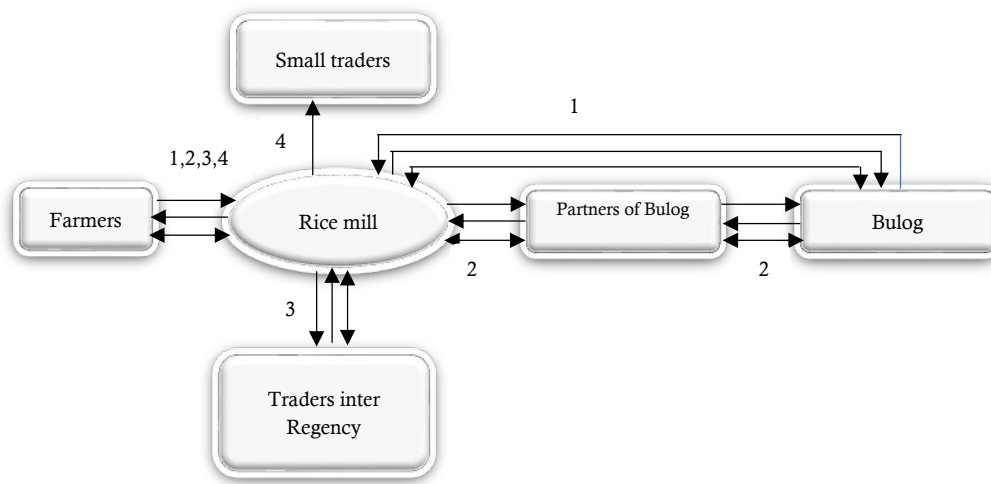 Small traders
1
4
1,2,3,4
Farmers
Rice mill
Partners of Bulog
Bulog
2
2
3
Traders inter
Regency